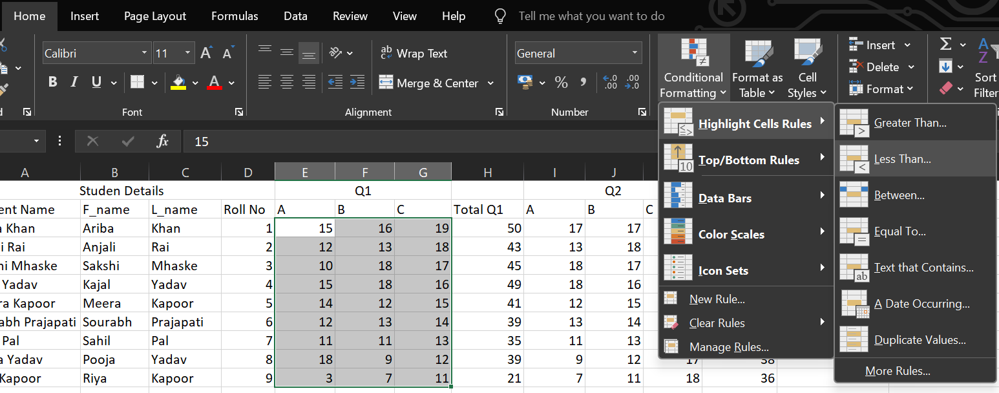 Home Insert Page Layout Formulas Data Review View Help Tell me what you want to do
Calibri 11 A A ab c Wrap Text General Conditional Formatting Format as Table Cell Styles Insert
Delete
B I U A Merge & Center % , .00 .0 Format Sort
Filter
Font Alignment Number
fx 15
Highlight Cells Rules
Top/Bottom Rules
Data Bars
Color Scales
Icon Sets
New Rule...
Clear Rules
Manage Rules...
Greater Than...
Less Than...
Between...
Equal To...
Text that Contains...
A Date Occurring...
Duplicate Values...
More Rules...
A B C D E F G H I J
Studen Details Q1 Q2
ent Name F_name L_name Roll No A B C Total Q1 A B C
a Khan Ariba Khan 1 15 16 19 50 17 17
i Rai Anjali Rai 2 12 13 18 43 13 18
ni Mhaske Sakshi Mhaske 3 10 18 17 45 18 17
Yadav Kajal Yadav 4 15 18 16 49 18 16
ra Kapoor Meera Kapoor 5 14 12 15 41 12 15
abh Prajapati Sourabh Prajapati 6 12 13 14 39 13 14
Pal Sahil Pal 7 11 11 13 35 11 13
a Yadav Pooja Yadav 8 18 9 12 39 9 12 17 38
Kapoor Riya Kapoor 9 3 7 11 21 7 11 18 36